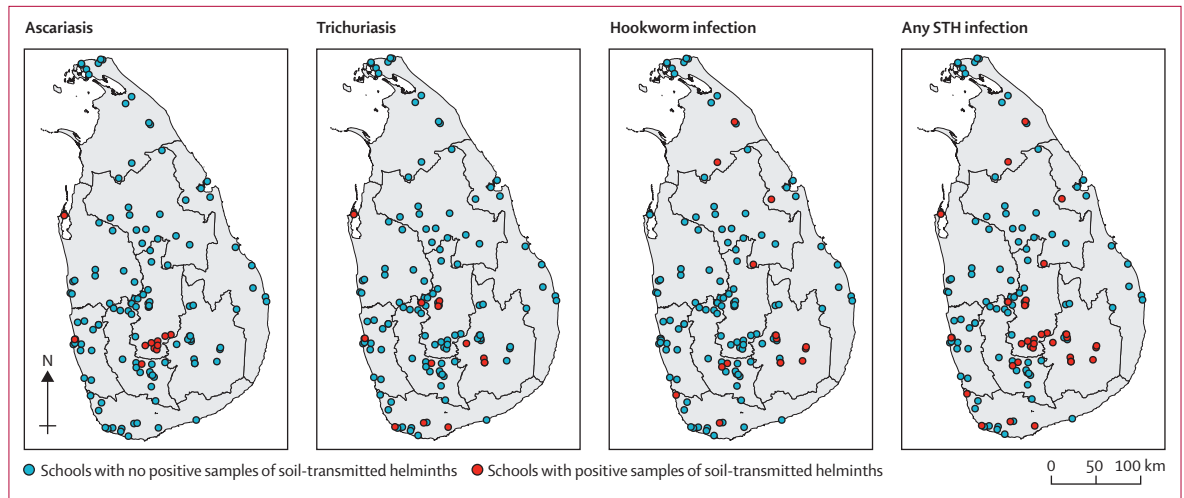 Ascariasis
Trichuriasis
Hookworm infection
Any STH infection
N
Schools with no positive samples of soil-transmitted helminths
Schools with positive samples of soil-transmitted helminths
0 50 100 km